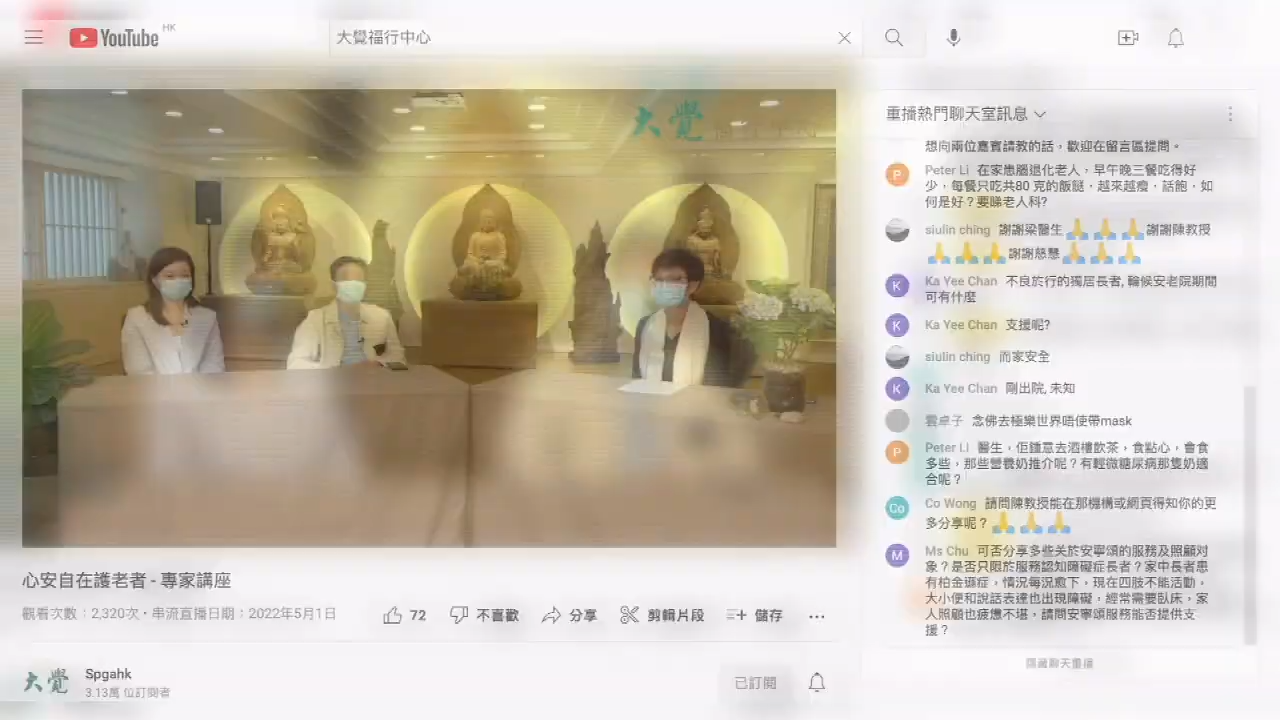 YouTube HK
大覺福行中心
大覺
重播熱門聊天室訊息
想向兩位嘉賓請教的話，歡迎在留言區提問。
Peter Li 在家患腦退化老人，早午晚三餐吃得好
少，每餐只吃共80 克的飯餸，越來越瘦，話飽，如
何是好？要睇老人科?
siulin ching 謝謝梁醫生🙏🙏🙏謝謝陳教授
🙏🙏🙏謝謝慈慧🙏🙏🙏
Ka Yee Chan 不良於行的獨居長者, 輪候安老院期間
可有什麼
Ka Yee Chan 支援呢?
siulin ching 而家安全
Ka Yee Chan 剛出院, 未知
雲卓子 念佛去極樂世界唔使帶mask
Peter Li 醫生，佢鍾意去酒樓飲茶，食點心，會食
多些，那些營養奶推介呢？有輕微糖尿病那隻奶適
合呢？
Co Wong 請問陳教授能在那機構或網頁得知你的更
多分享呢？🙏🙏🙏
Ms Chu 可否分享多些关於安寧頌的服務及照顧对
象？是否只限於服務認知障礙症長者？家中長者患
有柏金遜症，情況每況愈下，現在四肢不能活動，
大小便和說話表達也出現障礙，經常需要臥床，家
人照顧也疲憊不堪，請問安寧頌服務能否提供支
援？
隱藏聊天重播
心安自在護老者 - 專家講座
觀看次數：2,320次・串流直播日期：2022年5月1日
72 不喜歡 分享 剪輯片段 儲存
大覺
Spgahk
3.13萬 位訂閱者
已訂閱